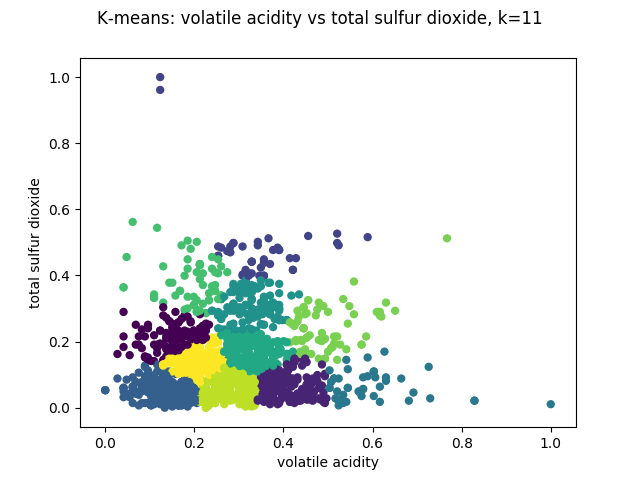 K-means: volatile acidity vs total sulfur dioxide, k=11
1.0
0.8
0.6
0.4
0.2
0.0
total sulfur dioxide
0.0 0.2 0.4 0.6 0.8 1.0
volatile acidity